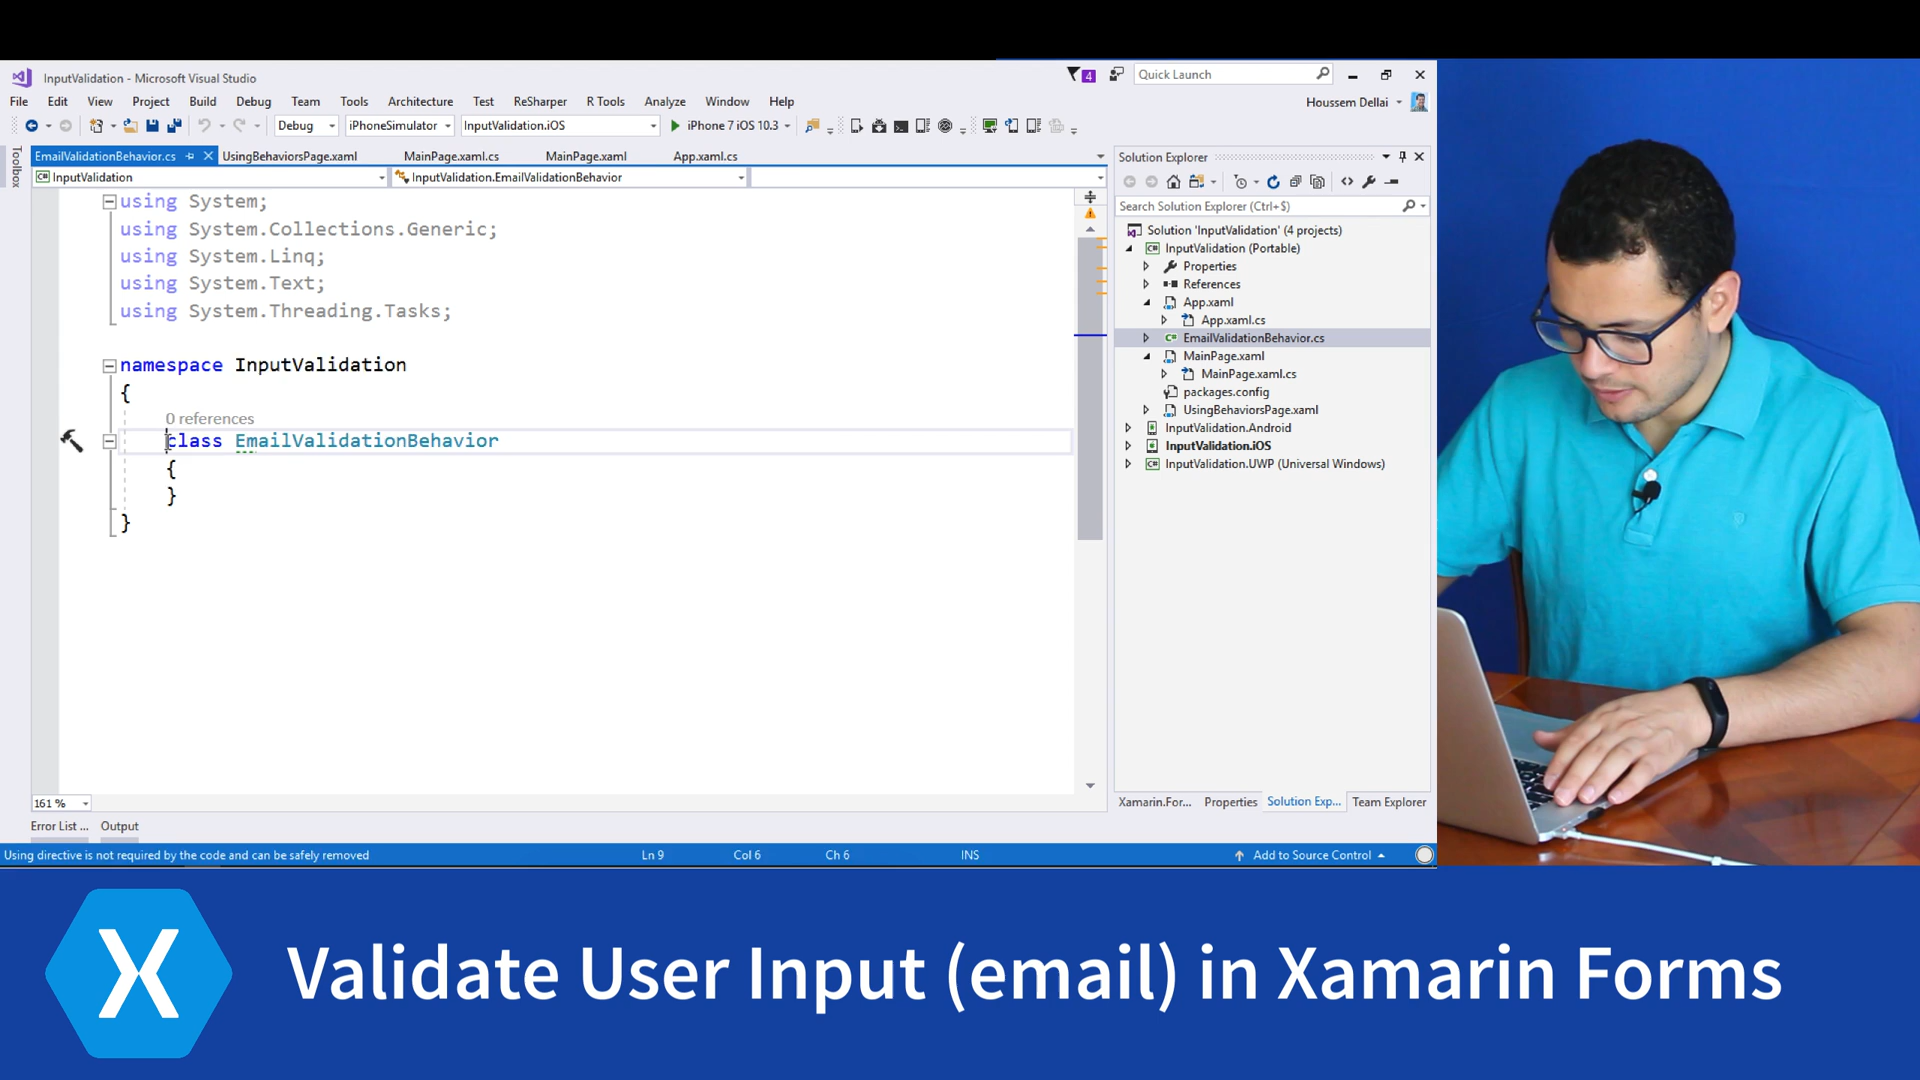 InputValidation - Microsoft Visual Studio
4
Quick Launch
File Edit View Project Build Debug Team Tools Architecture Test ReSharper R Tools Analyze Window Help
Houssem Dellai
Debug iPhoneSimulator InputValidation.iOS iPhone 7 iOS 10.3
Toolbox
EmailValidationBehavior.cs UsingBehaviorsPage.xaml MainPage.xaml.cs MainPage.xaml App.xaml.cs
InputValidation InputValidation.EmailValidationBehavior
using System;
using System.Collections.Generic;
using System.Linq;
using System.Text;
using System.Threading.Tasks;
namespace InputValidation
{
0 references
class EmailValidationBehavior
{
}
}
161 %
Error List ... Output
Solution Explorer
Search Solution Explorer (Ctrl+$)
Solution 'InputValidation' (4 projects)
InputValidation (Portable)
Properties
References
App.xaml
App.xaml.cs
EmailValidationBehavior.cs
MainPage.xaml
MainPage.xaml.cs
packages.config
UsingBehaviorsPage.xaml
InputValidation.Android
InputValidation.iOS
InputValidation.UWP (Universal Windows)
Xamarin.For... Properties Solution Exp... Team Explorer
Using directive is not required by the code and can be safely removed Ln 9 Col 6 Ch 6 INS Add to Source Control
X
Validate User Input (email) in Xamarin Forms